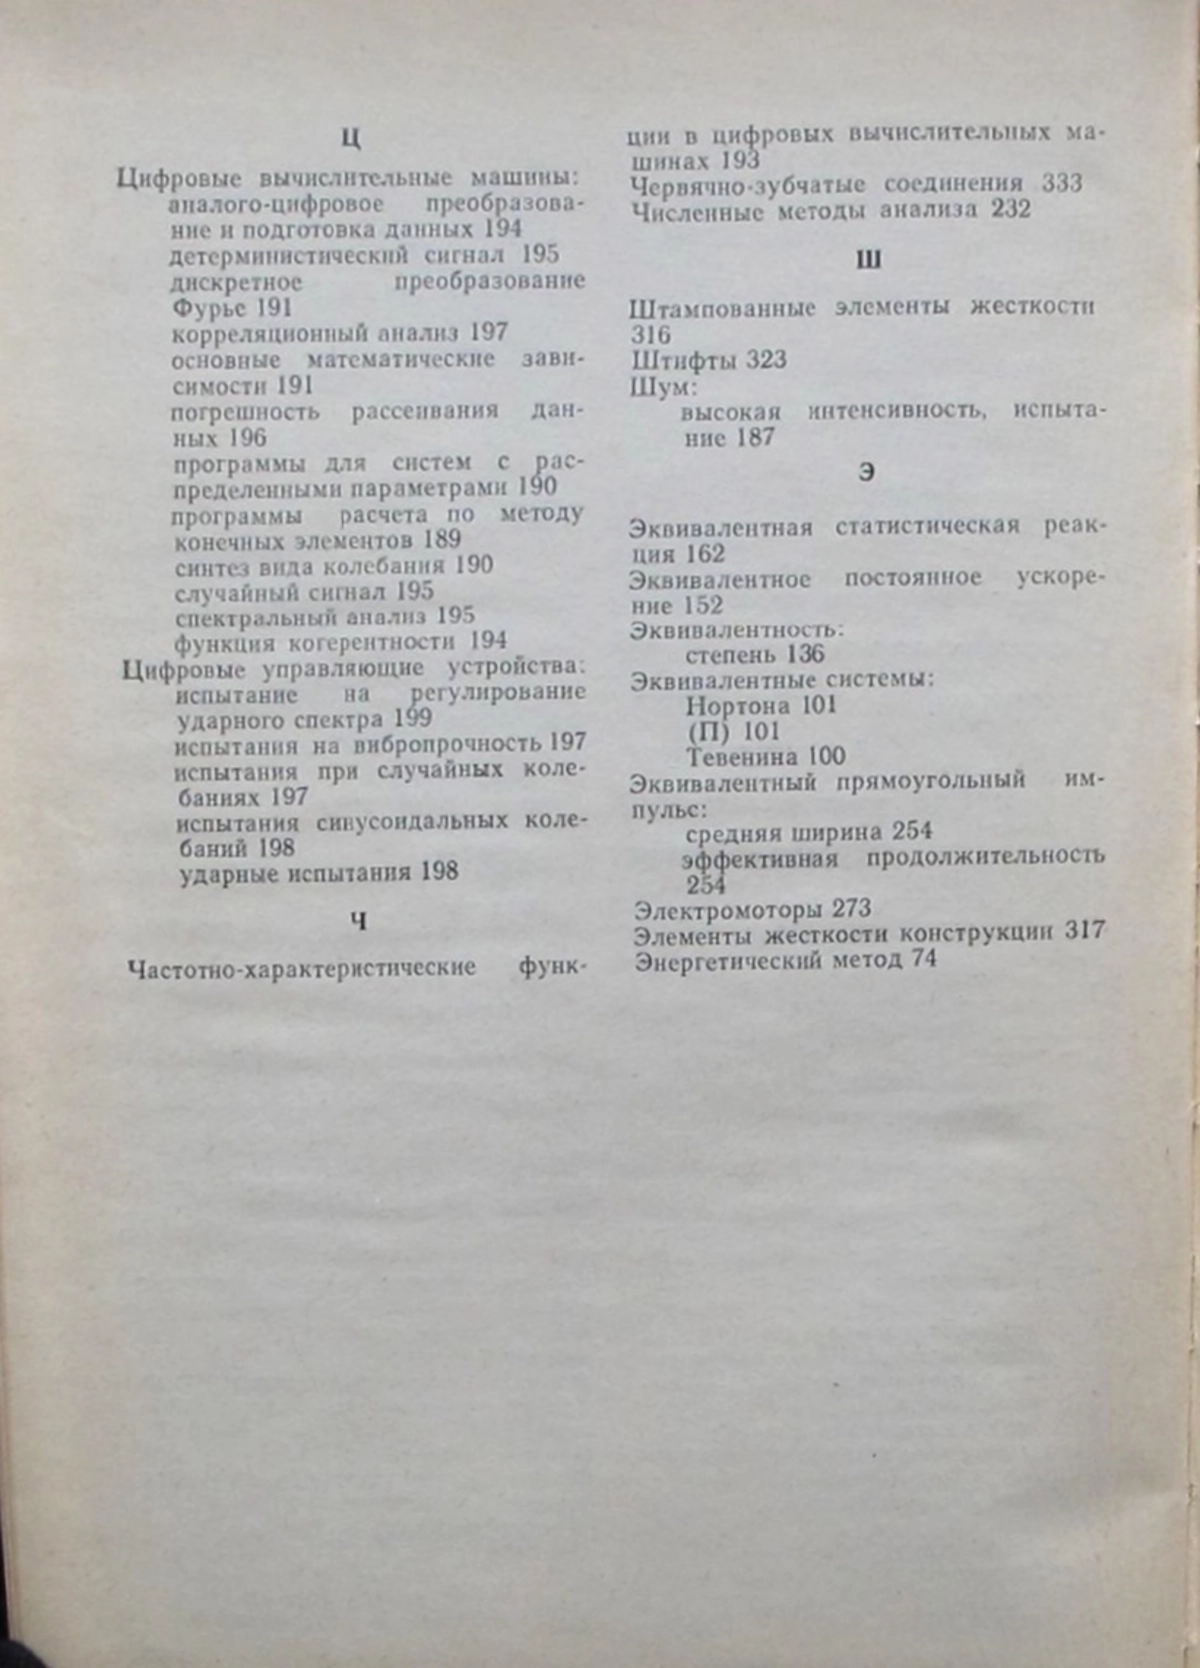 Ц
Цифровые вычислительные машины:
аналого-цифровое преобразова-
ние и подготовка данных 194
детерминистический сигнал 195
дискретное преобразование
Фурье 191
корреляционный анализ 197
основные математические зави-
симости 191
погрешность рассеивания дан-
ных 196
программы для систем с рас-
пределенными параметрами 190
программы расчета по методу
конечных элементов 189
синтез вида колебания 190
случайный сигнал 195
спектральный анализ 195
функция когерентности 194
Цифровые управляющие устройства:
испытание на регулирование
ударного спектра 199
испытания на вибропрочность 197
испытания при случайных коле-
баниях 197
испытания синусоидальных коле-
баний 198
ударные испытания 198
Ч
Частотно-характеристические функ-
ции в цифровых вычислительных ма-
шинах 193
Червячно-зубчатые соединения 333
Численные методы анализа 232
Ш
Штампованные элементы жесткости
316
Штифты 323
Шум:
высокая интенсивность, испыта-
ние 187
Э
Эквивалентная статистическая реак-
ция 162
Эквивалентное постоянное ускоре-
ние 152
Эквивалентность:
степень 136
Эквивалентные системы:
Нортона 101
(П) 101
Тевенина 100
Эквивалентный прямоугольный им-
пульс:
средняя ширина 254
эффективная продолжительность
254
Электромоторы 273
Элементы жесткости конструкции 317
Энергетический метод 74